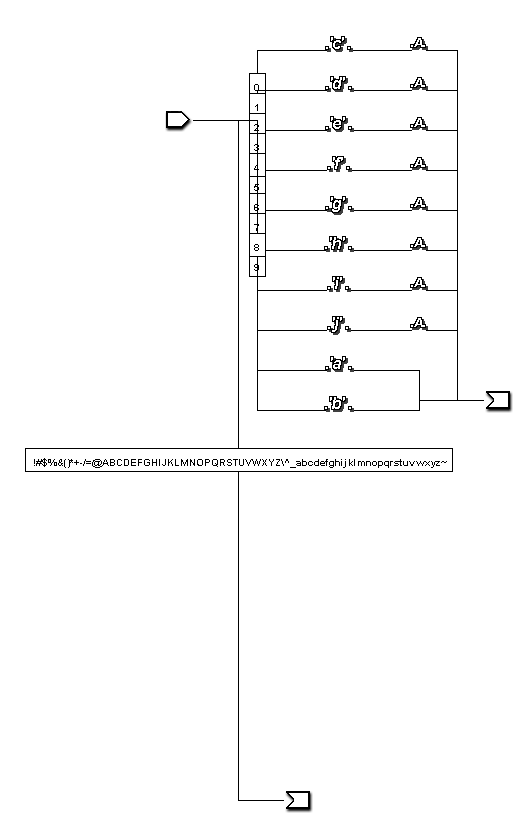 'c' A
0
'd' A
1
2
'e' A
3
4
'f' A
5
6
'g' A
7
8
'h' A
9
'i' A
'j' A
'a'
'b'
!#$%&()*+-/=@ABCDEFGHIJKLMNOPQRSTUVWXYZ\^_abcdefghijklmnopqrstuvwxyz~